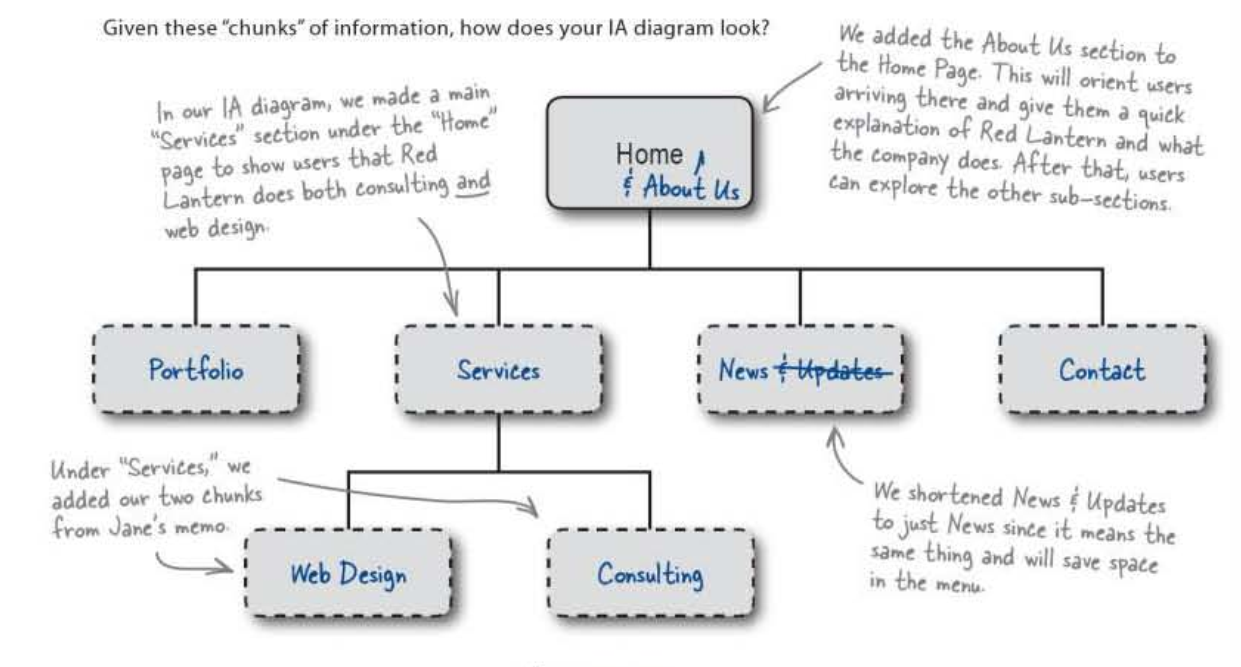 Given these “chunks” of information, how does your IA diagram look?
We added the About Us section to
the Home Page. This will orient users
arriving there and give them a quick
explanation of Red Lantern and what
the company does. After that, users
can explore the other sub-sections.
In our IA diagram, we made a main
“Services” section under the “Home”
page to show users that Red
Lantern does both consulting and
web design.
Home
& About Us
Portfolio
Services
News & Updates
Contact
Under “Services,” we
added our two chunks
from Jane's memo.
We shortened News & Updates
to just News since it means the
same thing and will save space
in the menu.
Web Design
Consulting